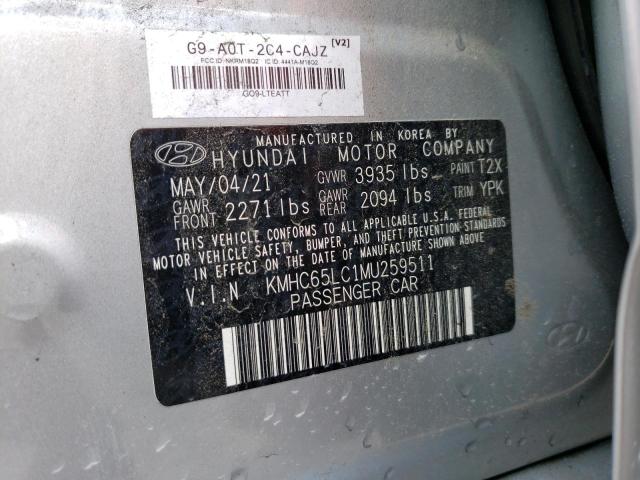 G9-A0T-2C4-CAJZ [V2]
FCC ID: NKRM18Q2 IC ID: 4441A-M18Q2
GO9-LTEATT
MANUFACTURED IN KOREA BY
HYUNDAI MOTOR COMPANY
MAY/04/21 GVWR 3935 lbs PAINT T2X
GAWR FRONT 2271 lbs GAWR REAR 2094 lbs TRIM YPK
THIS VEHICLE CONFORMS TO ALL APPLICABLE U.S.A. FEDERAL
MOTOR VEHICLE SAFETY, BUMPER, AND THEFT PREVENTION STANDARDS
IN EFFECT ON THE DATE OF MANUFACTURE SHOWN ABOVE.
V.I.N KMHC65LC1MU259511
PASSENGER CAR